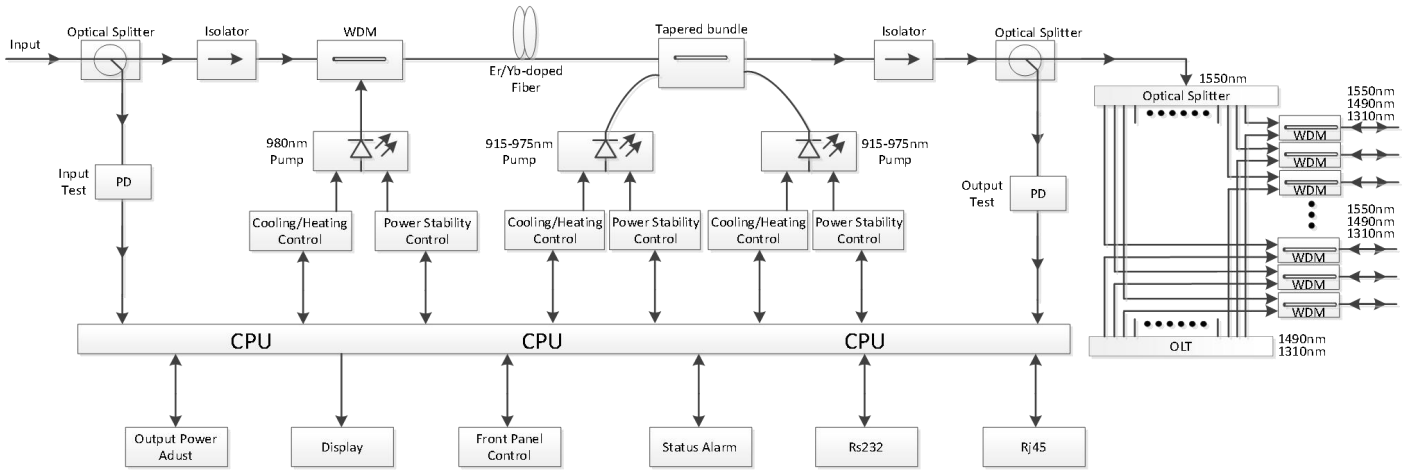 Input
Optical Splitter
Isolator
WDM
Er/Yb-doped
Fiber
Tapered bundle
Isolator
Optical Splitter
1550nm
Optical Splitter
1550nm
1490nm
1310nm
WDM
WDM
WDM
1550nm
1490nm
1310nm
WDM
WDM
WDM
OLT
1490nm
1310nm
980nm
Pump
915-975nm
Pump
915-975nm
Pump
Input
Test
PD
Output
Test
PD
Cooling/Heating
Control
Power Stability
Control
Cooling/Heating
Control
Power Stability
Control
Cooling/Heating
Control
Power Stability
Control
CPU
CPU
CPU
Output Power
Adust
Display
Front Panel
Control
Status Alarm
Rs232
Rj45